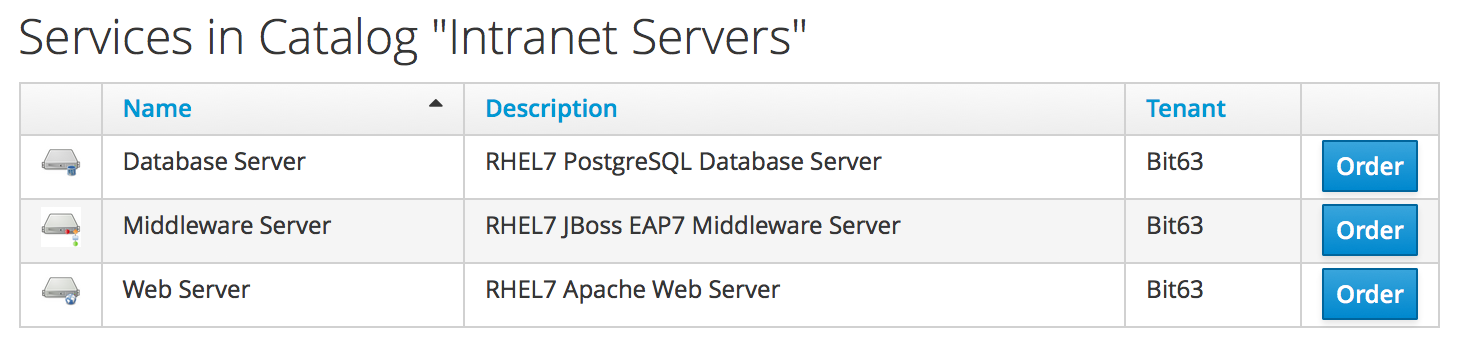 Services in Catalog "Intranet Servers"
Name Description Tenant
Database Server RHEL7 PostgreSQL Database Server Bit63 Order
Middleware Server RHEL7 JBoss EAP7 Middleware Server Bit63 Order
Web Server RHEL7 Apache Web Server Bit63 Order